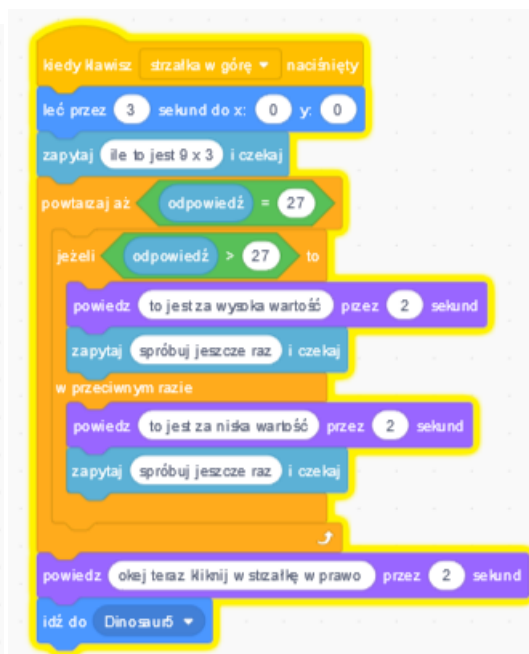 kiedy klawisz strzałka w górę naciśnięty
leć przez 3 sekund do x: 0 y: 0
zapytaj ile to jest 9 x 3 i czekaj
powtarzaj aż odpowiedź = 27
jeżeli odpowiedź > 27 to
powiedz to jest za wysoka wartość przez 2 sekund
zapytaj spróbuj jeszcze raz i czekaj
w przeciwnym razie
powiedz to jest za niska wartość przez 2 sekund
zapytaj spróbuj jeszcze raz i czekaj
powiedz okej teraz kliknij w strzałkę w prawo przez 2 sekund
idź do Dinosaur5